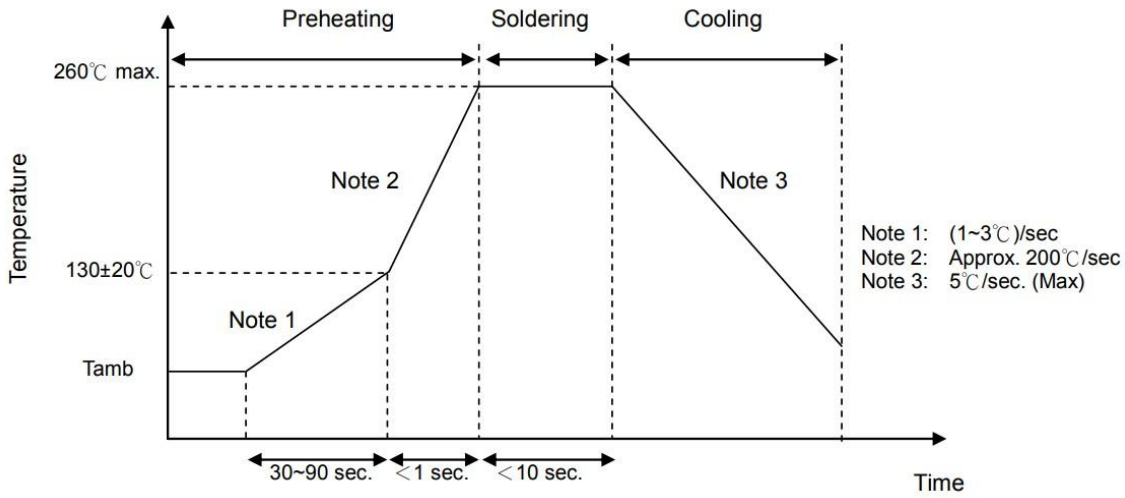 Preheating Soldering Cooling
260℃ max.
Note 2 Note 3
Temperature
Note 1: (1~3℃)/sec
Note 2: Approx. 200℃/sec
130±20℃
Note 3: 5℃/sec. (Max)
Note 1
Tamb
30~90 sec. <1 sec. <10 sec.
Time